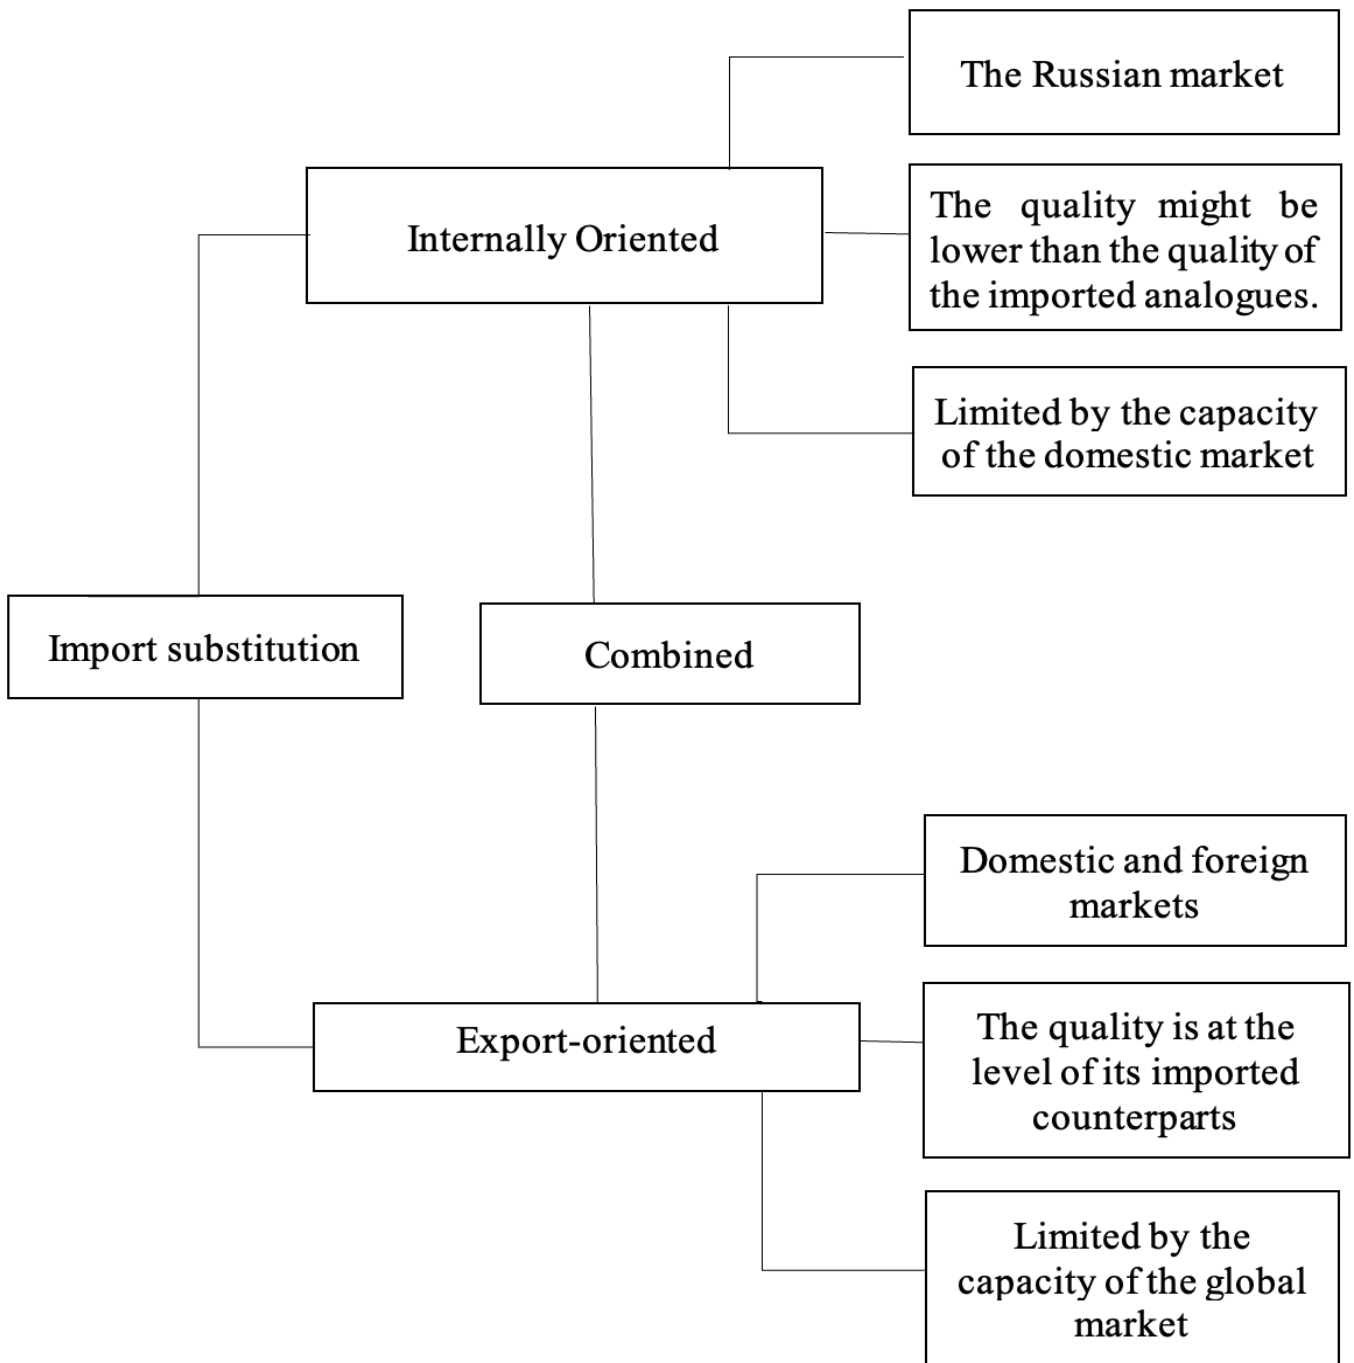 The Russian market
Internally Oriented
The quality might be
lower than the quality of
the imported analogues.
Limited by the capacity
of the domestic market
Import substitution
Combined
Domestic and foreign
markets
Export-oriented
The quality is at the
level of its imported
counterparts
Limited by the
capacity of the global
market